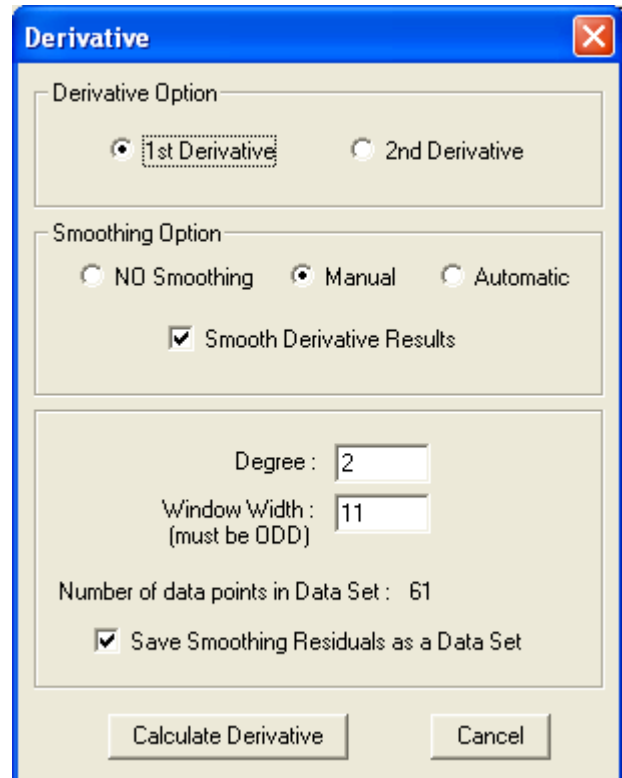 Derivative
Derivative Option
1st Derivative 2nd Derivative
Smoothing Option
NO Smoothing Manual Automatic
Smooth Derivative Results
Degree : 2
Window Width : 11
(must be ODD)
Number of data points in Data Set : 61
Save Smoothing Residuals as a Data Set
Calculate Derivative Cancel